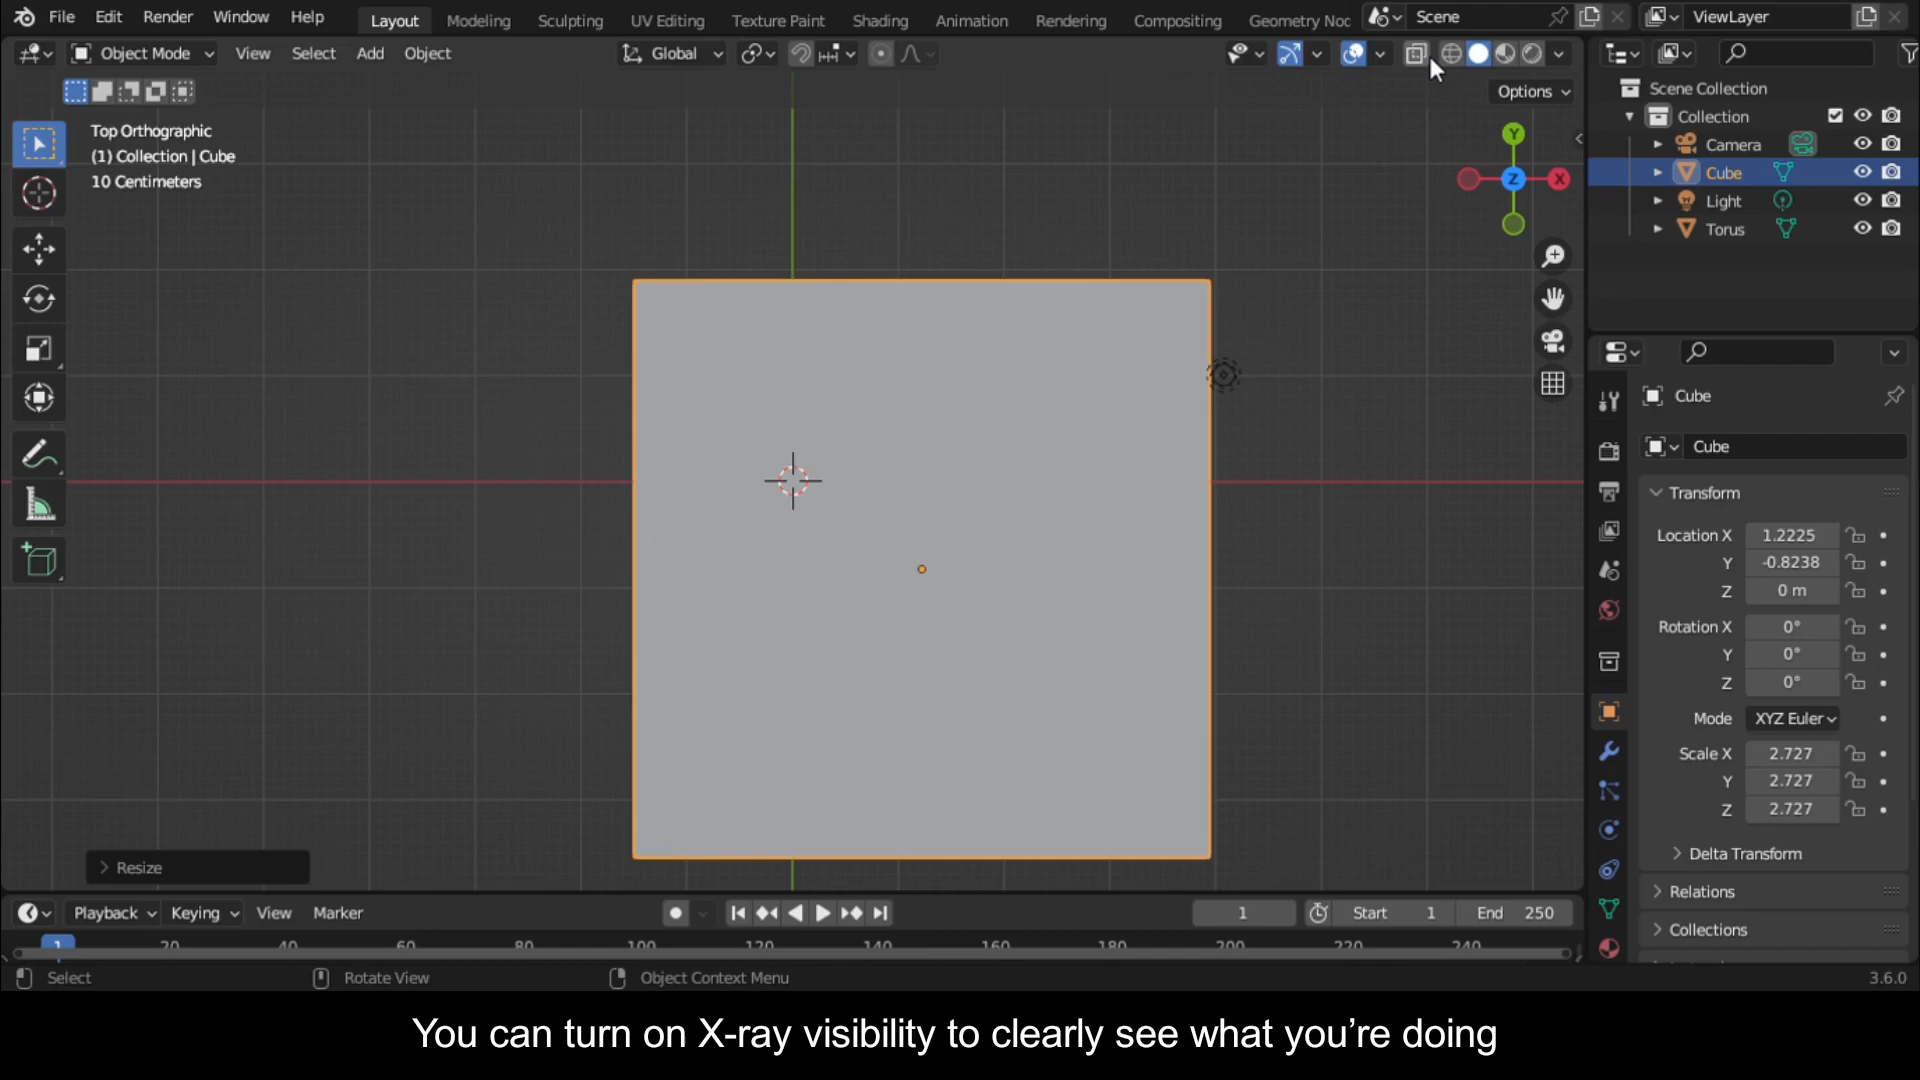 File Edit Render Window Help Layout Modeling Sculpting UV Editing Texture Paint Shading Animation Rendering Compositing Geometry Noc Scene ViewLayer
Object Mode View Select Add Object Global
Options
Top Orthographic
(1) Collection | Cube
10 Centimeters
Y
Z X
Resize
Scene Collection
Collection
Camera
Cube
Light
Torus
Cube
Cube
Transform
Location X 1.2225
Y -0.8238
Z 0 m
Rotation X 0°
Y 0°
Z 0°
Mode XYZ Euler
Scale X 2.727
Y 2.727
Z 2.727
Delta Transform
Relations
Collections
Playback Keying View Marker 1 Start 1 End 250
1 20 40 60 80 100 120 140 160 180 200 220 240
Select Rotate View Object Context Menu 3.6.0
You can turn on X-ray visibility to clearly see what you’re doing